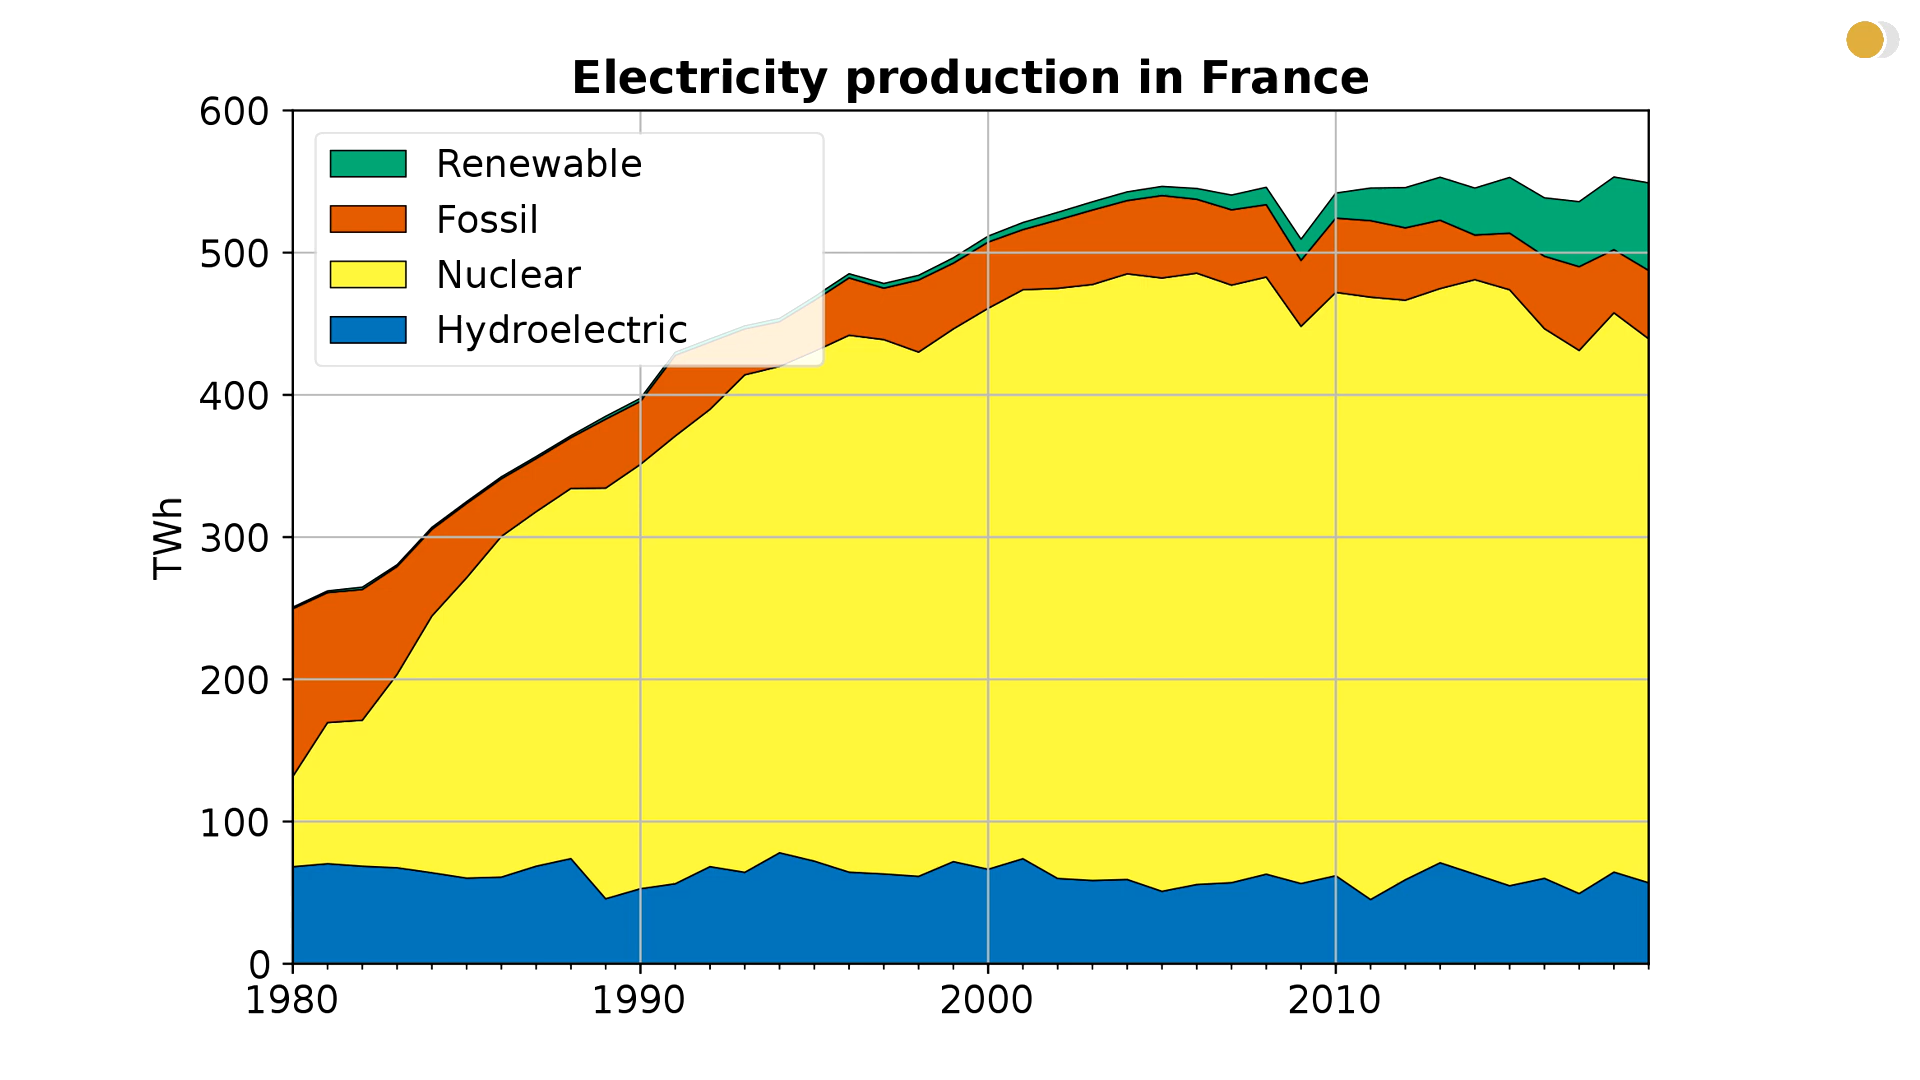 Electricity production in France
600
500
400
300
200
100
0
TWh
Renewable
Fossil
Nuclear
Hydroelectric
1980 1990 2000 2010